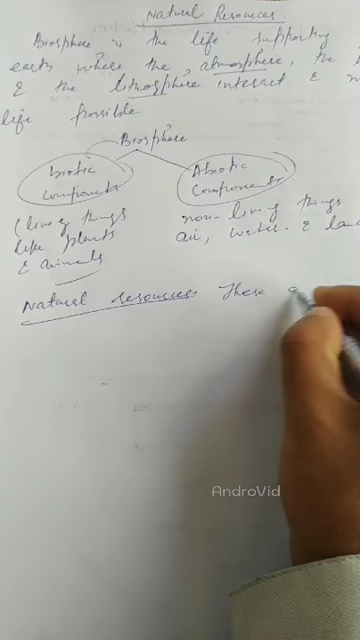 Natural Resources.
Biosphere is the life supporting
earth where the, atmosphere, the
& the lithosphere interact &
life possible
Biosphere
biotic
components
Abiotic
Components
(living things
like plants
& animals
non-living things
air, water & land
Natural resources: These
AndroVid